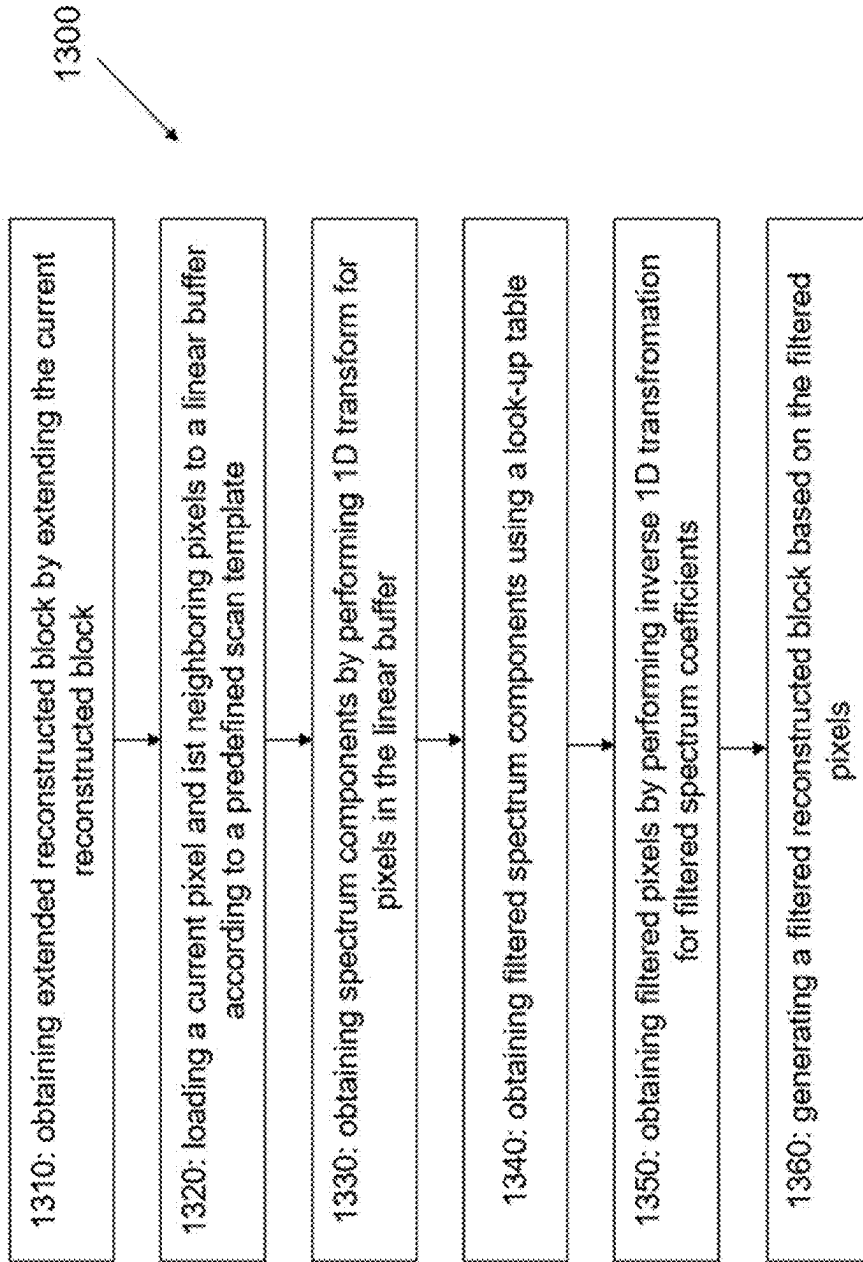 1300
1310: obtaining extended reconstructed block by extending the current
reconstructed block
1320: loading a current pixel and ist neighboring pixels to a linear buffer
according to a predefined scan template
1330: obtaining spectrum components by performing 1D transform for
pixels in the linear buffer
1340: obtaining filtered spectrum components using a look-up table
1350: obtaining filtered pixels by performing inverse 1D transfromation
for filtered spectrum coefficients
1360: generating a filtered reconstructed block based on the filtered
pixels